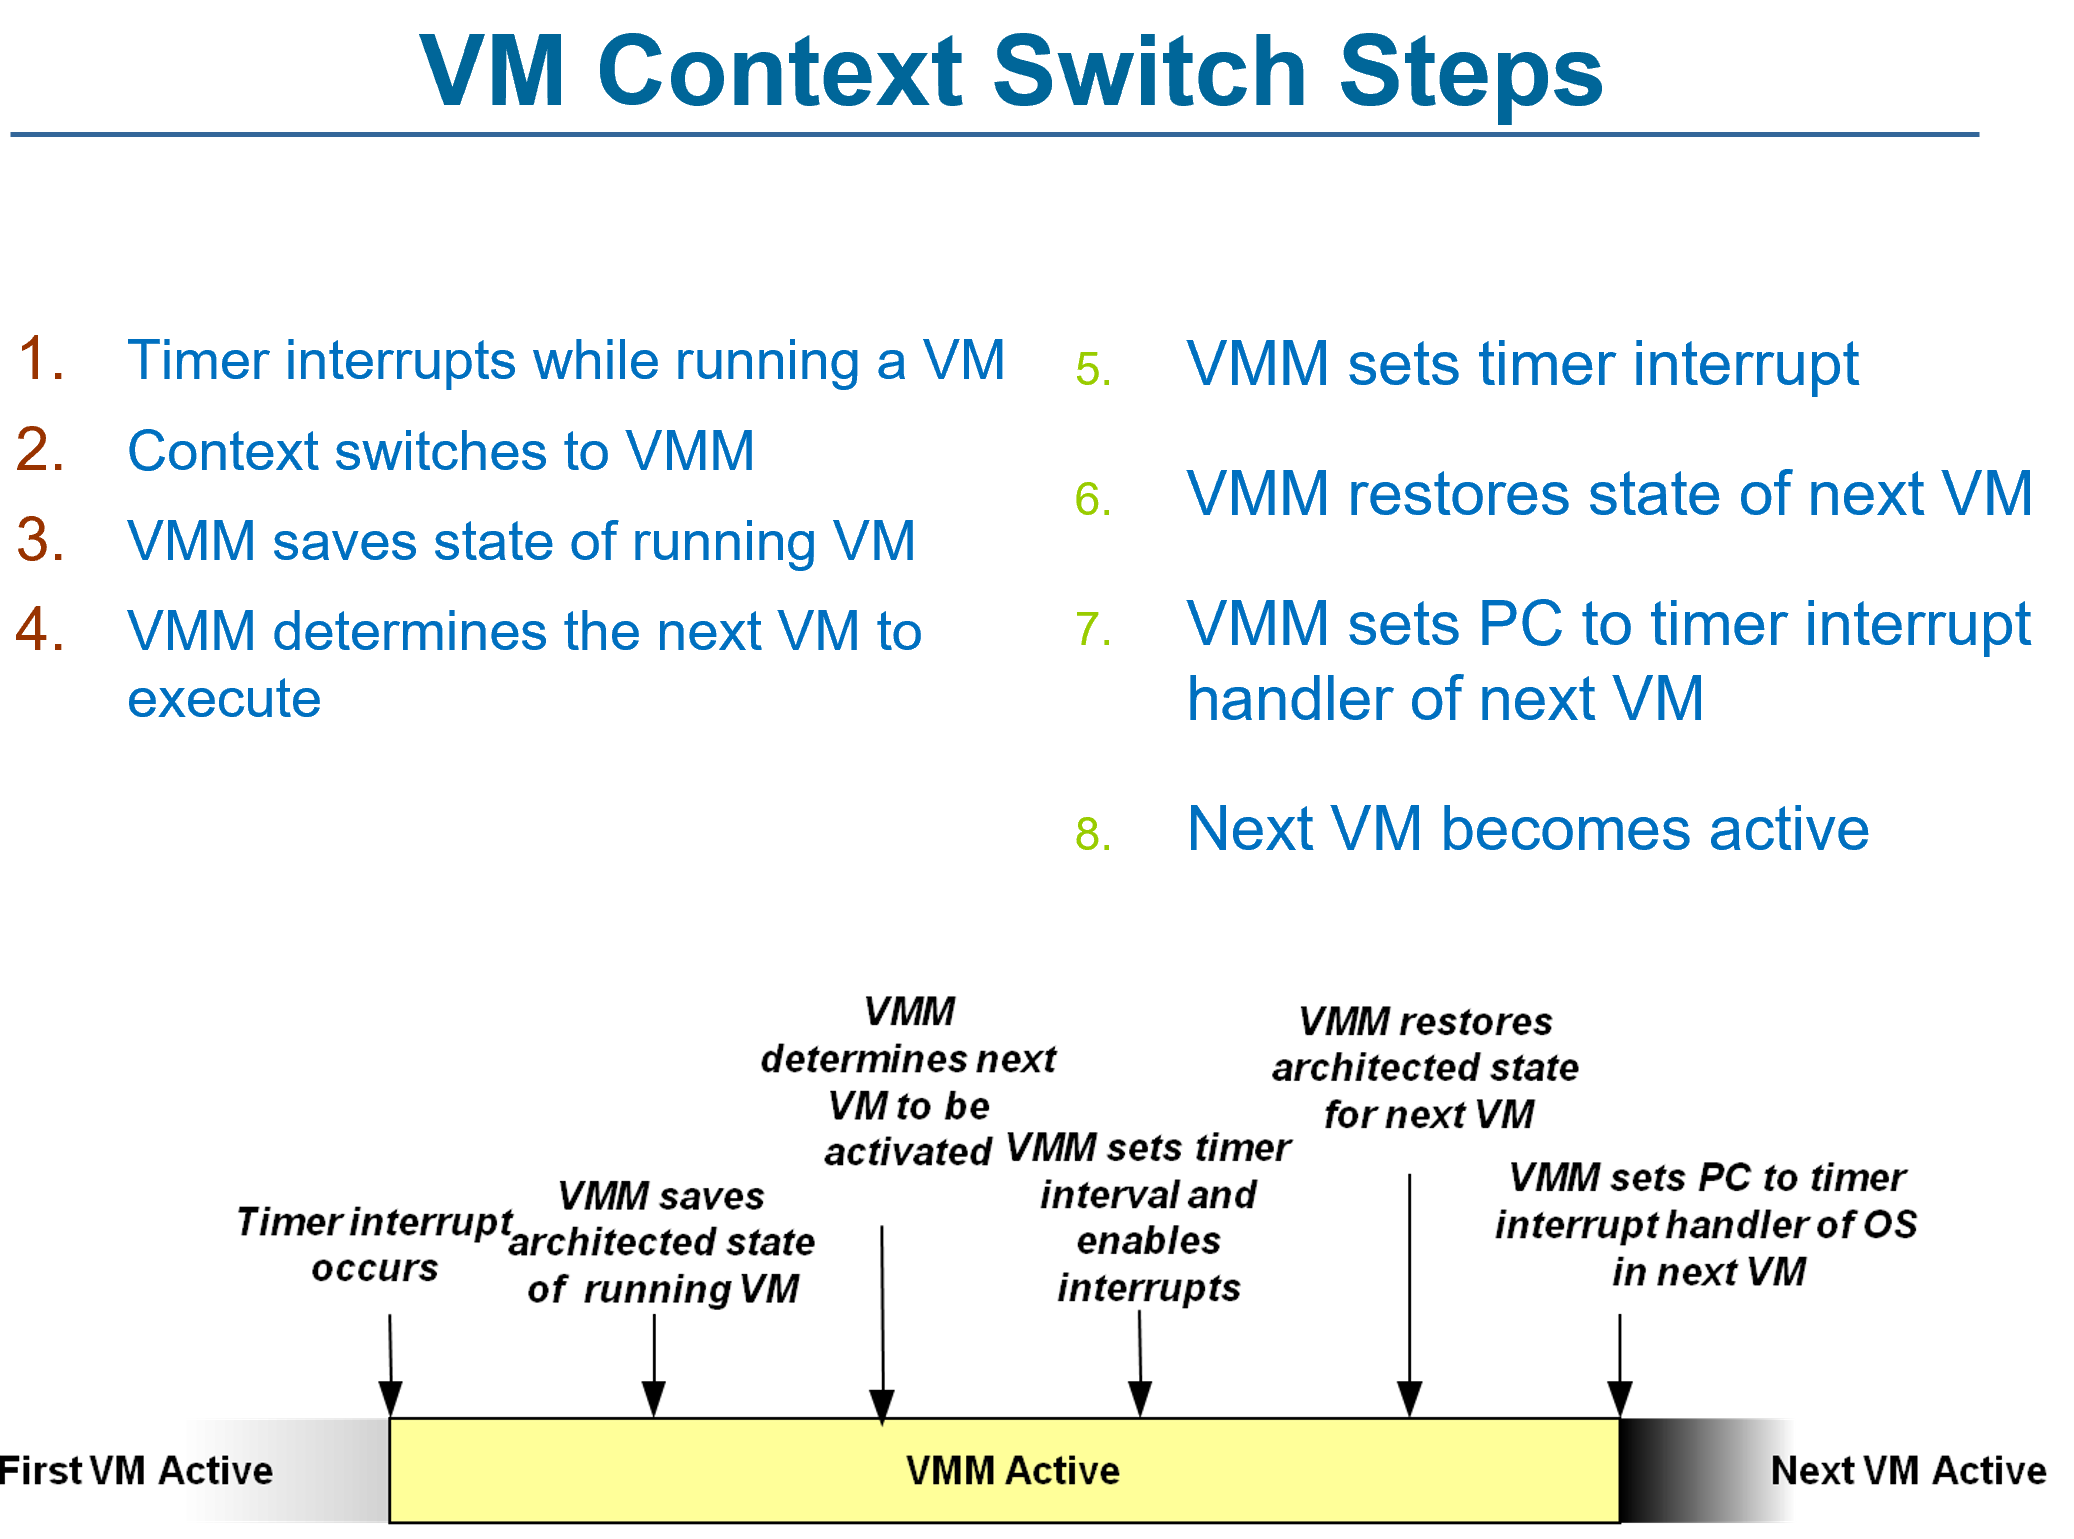 VM Context Switch Steps
1. Timer interrupts while running a VM
2. Context switches to VMM
3. VMM saves state of running VM
4. VMM determines the next VM to
execute
5. VMM sets timer interrupt
6. VMM restores state of next VM
7. VMM sets PC to timer interrupt
handler of next VM
8. Next VM becomes active
Timer interrupt
occurs
VMM saves
architected state
of running VM
VMM
determines next
VM to be
activated
VMM sets timer
interval and
enables
interrupts
VMM restores
architected state
for next VM
VMM sets PC to timer
interrupt handler of OS
in next VM
First VM Active
VMM Active
Next VM Active